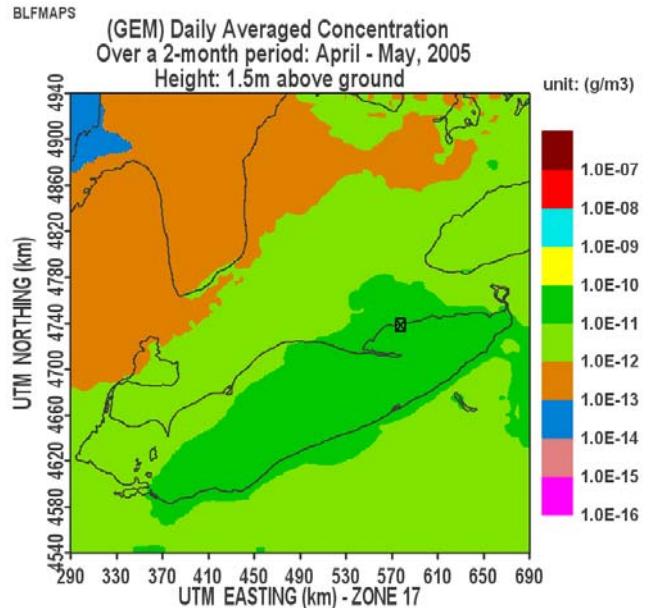 BLFMAPS
(GEM) Daily Averaged Concentration
Over a 2-month period: April - May, 2005
Height: 1.5m above ground
unit: (g/m3)
1.0E-07
1.0E-08
1.0E-09
1.0E-10
1.0E-11
1.0E-12
1.0E-13
1.0E-14
1.0E-15
1.0E-16
UTM NORTHING (km)
4940
4900
4860
4820
4780
4740
4700
4660
4620
4580
4540
290 330 370 410 450 490 530 570 610 650 690
UTM EASTING (km) - ZONE 17